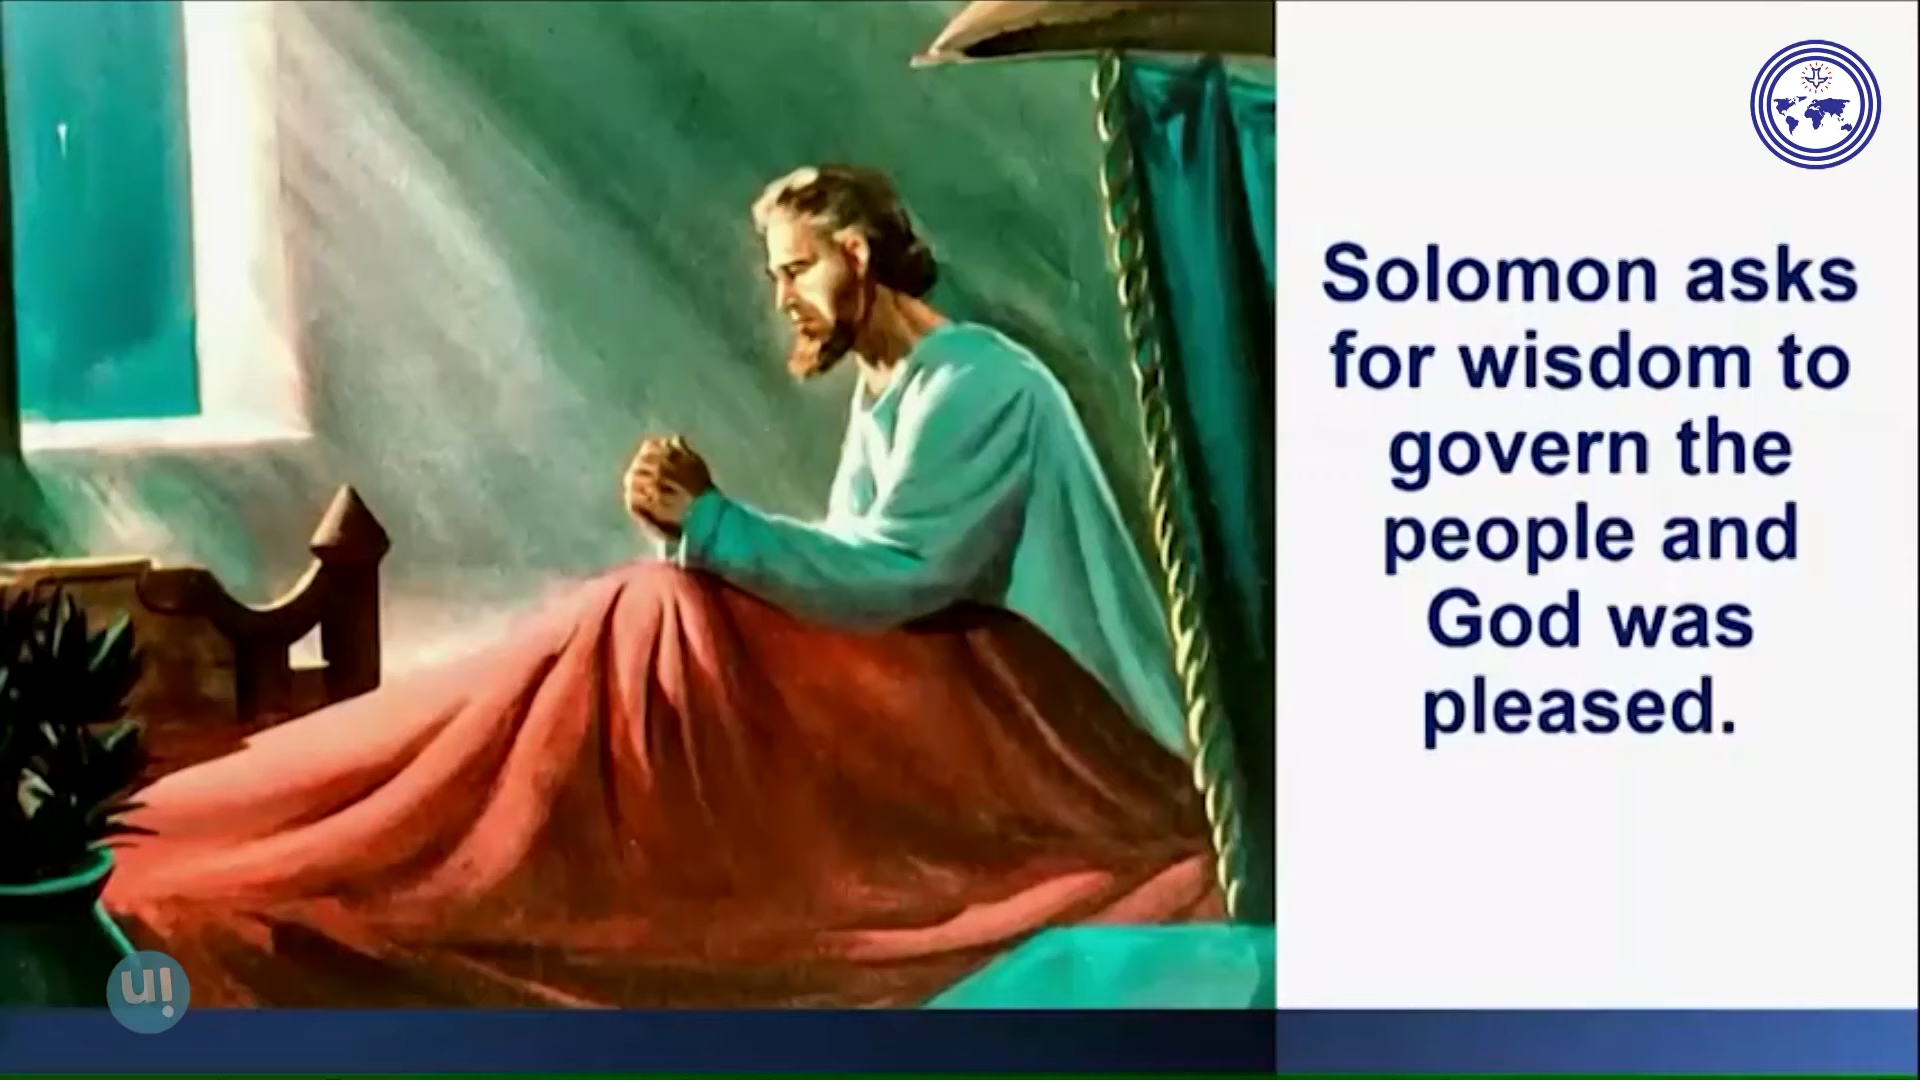 Solomon asks
for wisdom to
govern the
people and
God was
pleased.
u!